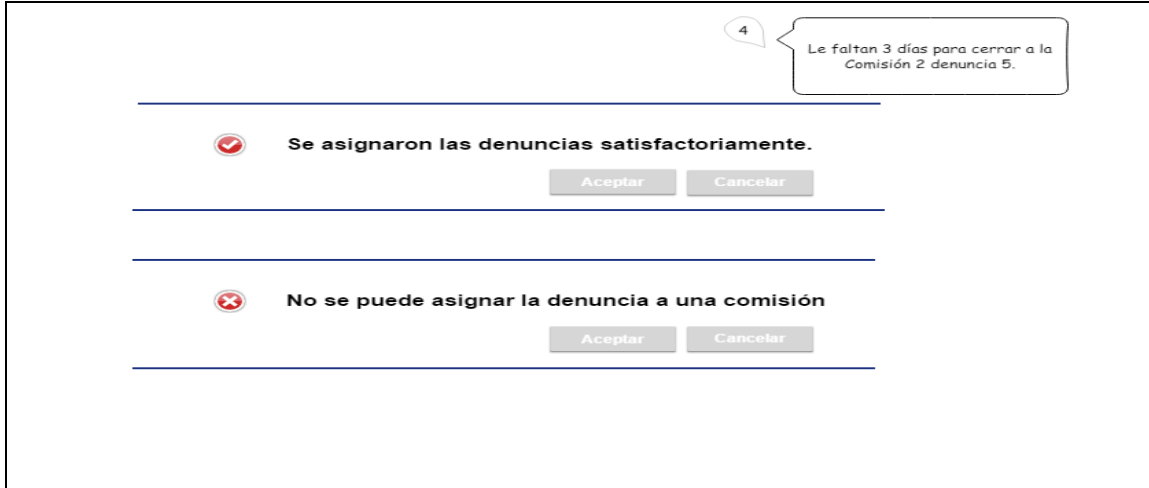 4
Le faltan 3 días para cerrar a la
Comisión 2 denuncia 5.
Se asignaron las denuncias satisfactoriamente.
Aceptar Cancelar
No se puede asignar la denuncia a una comisión
Aceptar Cancelar